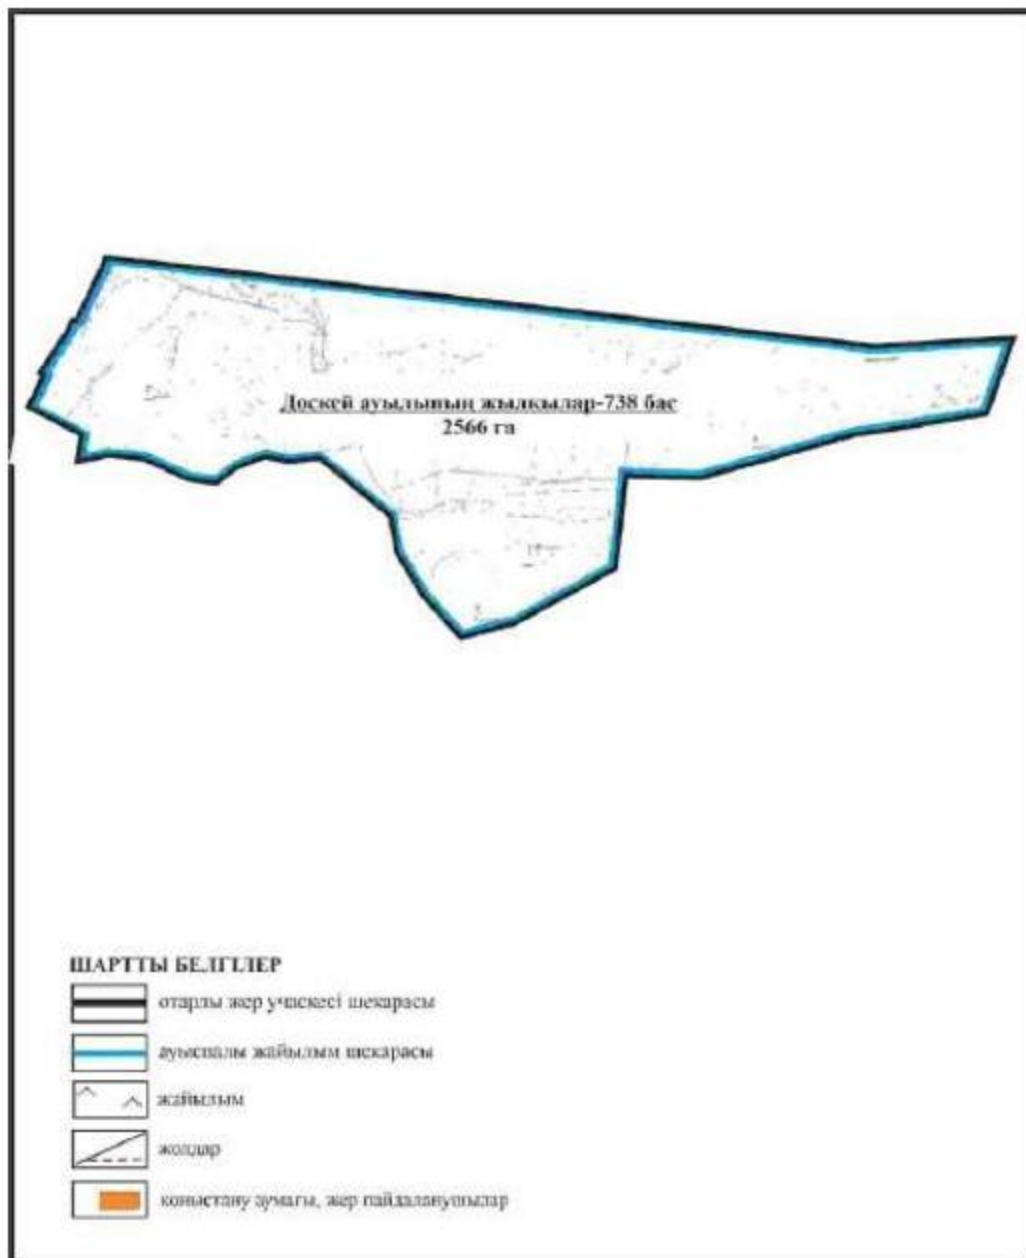 Доскей ауылының жылқылар-738 бас
2566 га
ШАРТТЫ БЕЛГІЛЕР
отарлы жер учаскесі шекарасы
ауыспалы жайылым шекарасы
жайылым
жолдар
қоныстану аумағы, жер пайдаланушылар